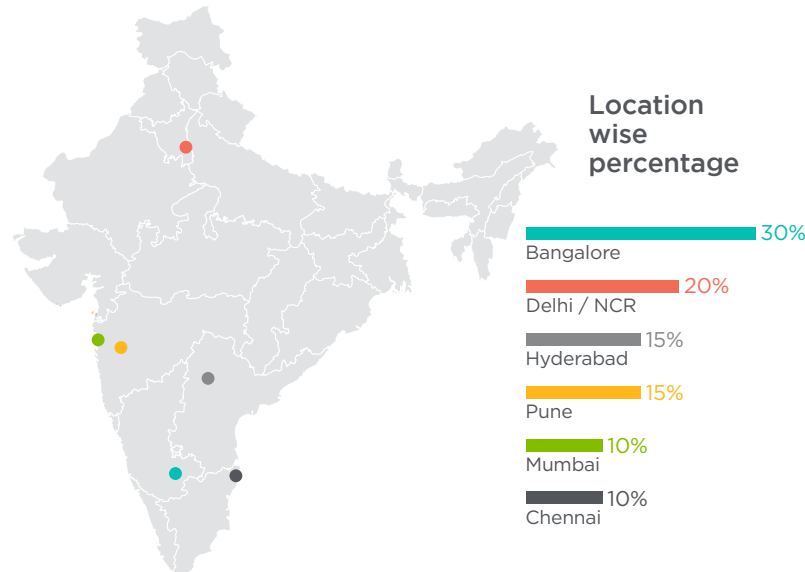 Location
wise
percentage
30%
Bangalore
20%
Delhi / NCR
15%
Hyderabad
15%
Pune
10%
Mumbai
10%
Chennai